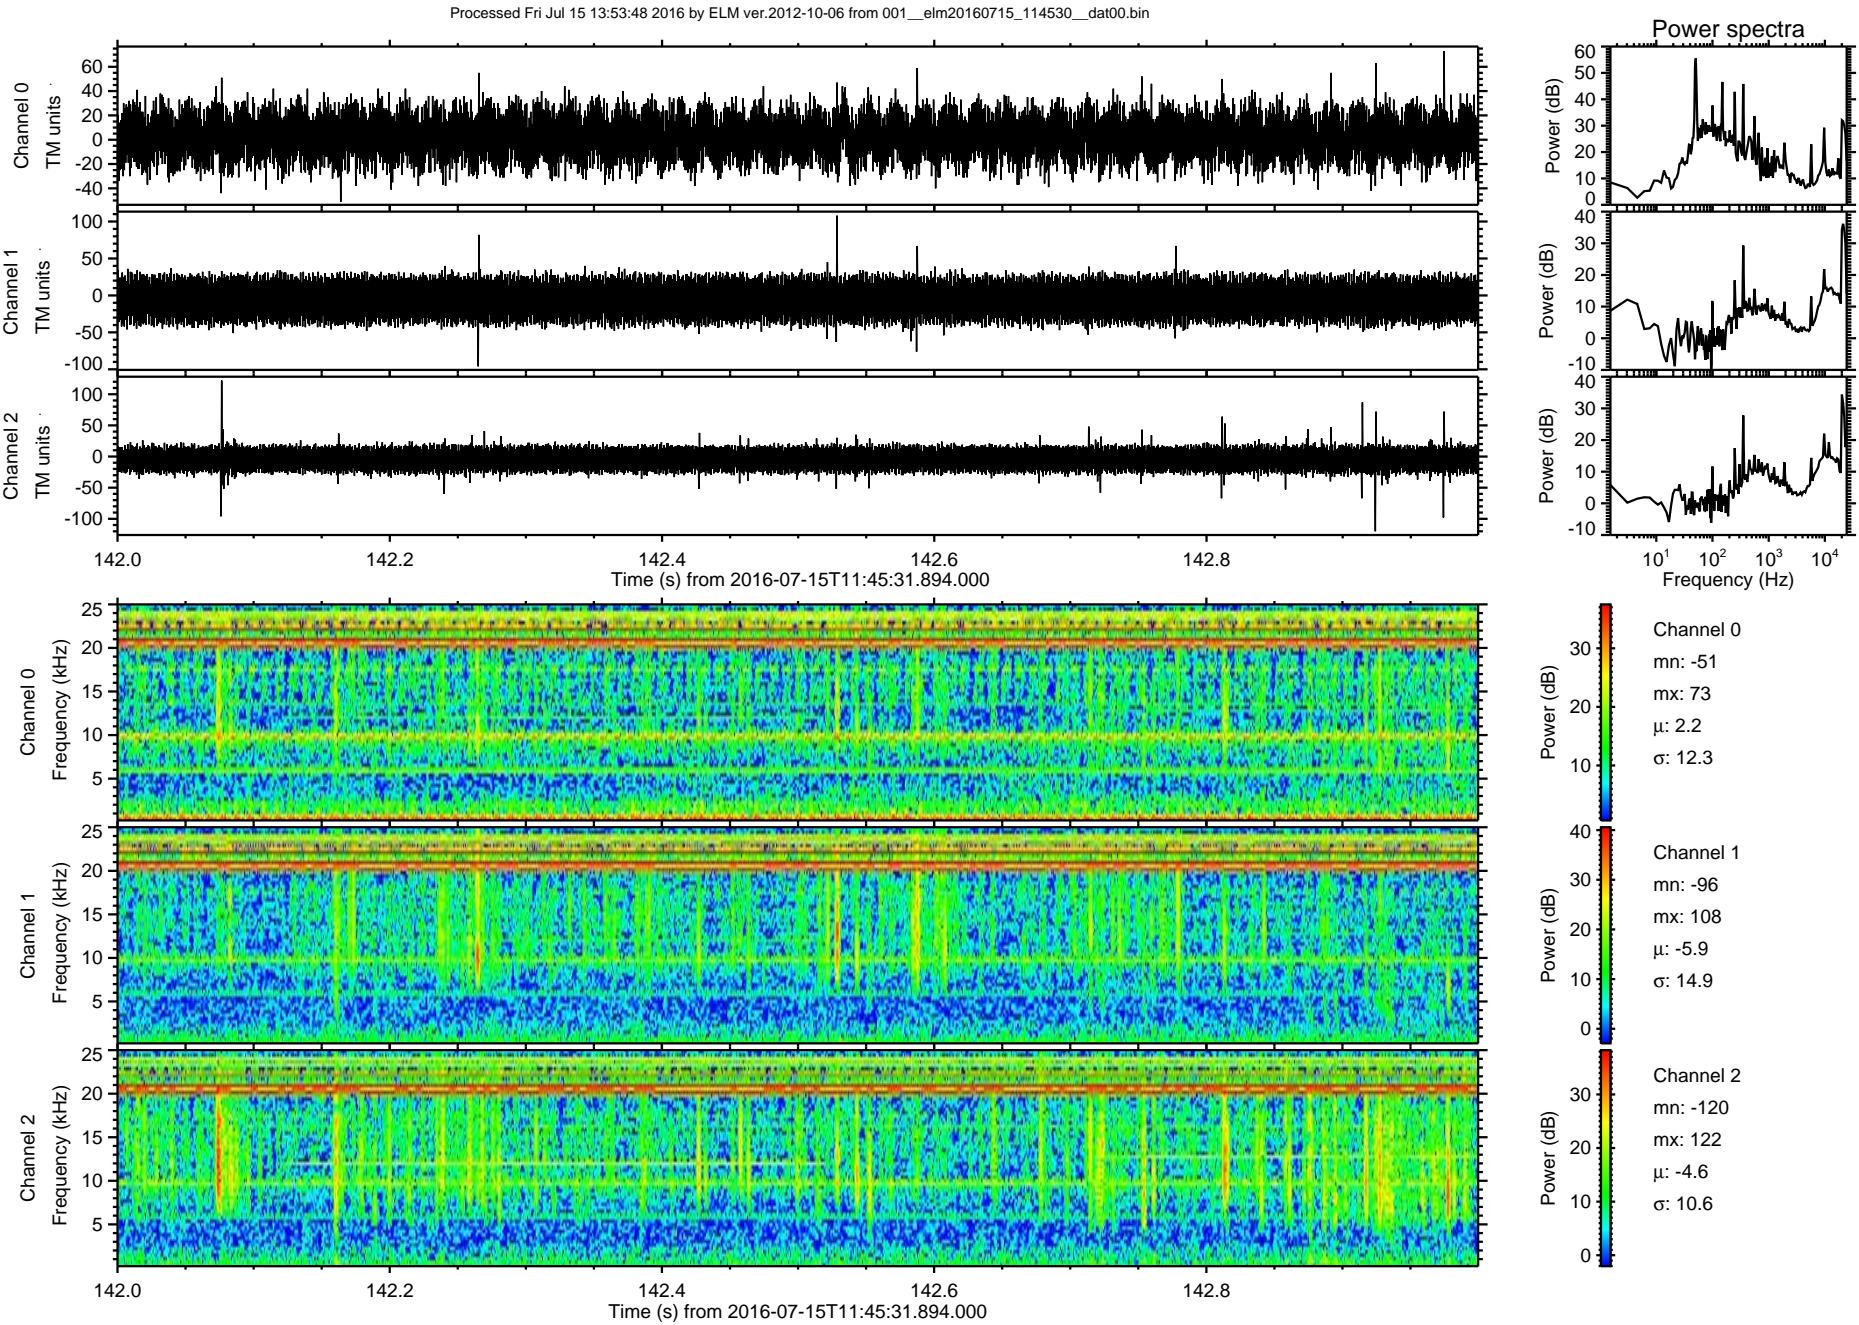 Processed Fri Jul 15 13:53:48 2016 by ELM ver.2012-10-06 from 001__elm20160715_114530__dat00.bin
Power spectra
Channel 0
TM units
60
40
20
0
-20
-40
Power (dB)
60
50
40
30
20
10
0
Channel 1
TM units
100
50
0
-50
-100
Power (dB)
40
30
20
10
0
-10
Channel 2
TM units
100
50
0
-50
-100
Power (dB)
40
30
20
10
0
-10
142.0 142.2 142.4 142.6 142.8
Time (s) from 2016-07-15T11:45:31.894.000
10^1 10^2 10^3 10^4
Frequency (Hz)
Channel 0
Frequency (kHz)
25
20
15
10
5
Power (dB)
30
20
10
Channel 0
mn: -51
mx: 73
μ: 2.2
σ: 12.3
Channel 1
Frequency (kHz)
25
20
15
10
5
Power (dB)
40
30
20
10
0
Channel 1
mn: -96
mx: 108
μ: -5.9
σ: 14.9
Channel 2
Frequency (kHz)
25
20
15
10
5
Power (dB)
30
20
10
0
Channel 2
mn: -120
mx: 122
μ: -4.6
σ: 10.6
142.0 142.2 142.4 142.6 142.8
Time (s) from 2016-07-15T11:45:31.894.000